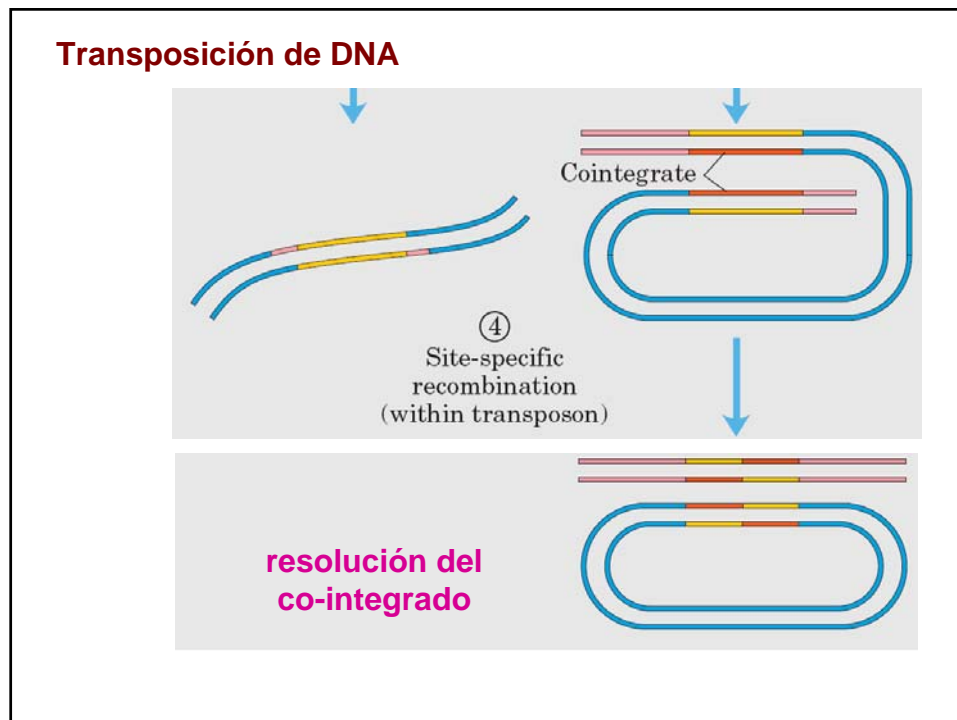 Transposición de DNA
Cointegrate
④
Site-specific
recombination
(within transposon)
resolución del
co-integrado